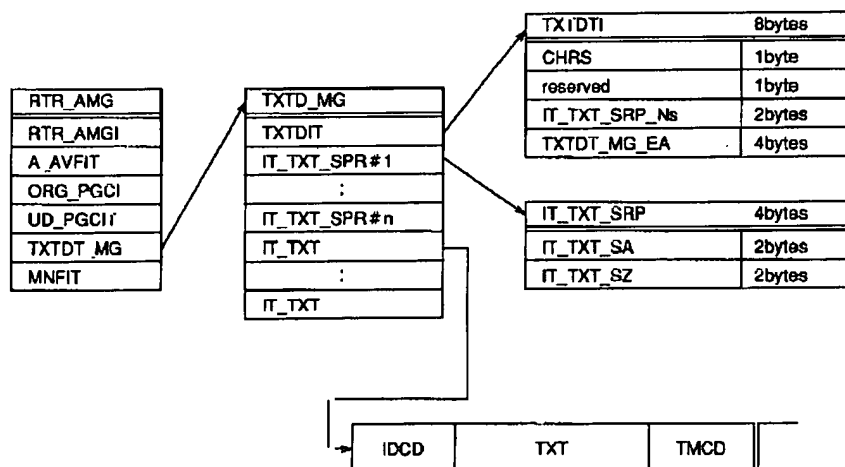 RTR_AMG
RTR_AMGI
A_AVFIT
ORG_PGCI
UD_PGCIT
TXTDT_MG
MNFIT
TXTD_MG
TXTDIT
IT_TXT_SPR#1
:
IT_TXT_SPR#n
IT_TXT
:
IT_TXT
TXTDTI 8bytes
CHRS 1byte
reserved 1byte
IT_TXT_SRP_Ns 2bytes
TXTDT_MG_EA 4bytes
IT_TXT_SRP 4bytes
IT_TXT_SA 2bytes
IT_TXT_SZ 2bytes
IDCD TXT TMCD